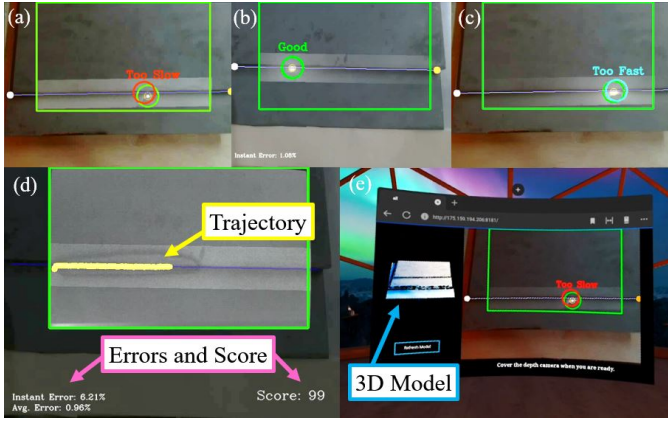 (a)
Too Slow
(b)
Good
Instant Error: 1.08%
(c)
Too Fast
(d)
Trajectory
Errors and Score
Instant Error: 6.21%
Avg. Error: 0.96%
Score: 99
(e)
Too Slow
Refresh Model
3D Model
Cover the depth camera when you are ready.